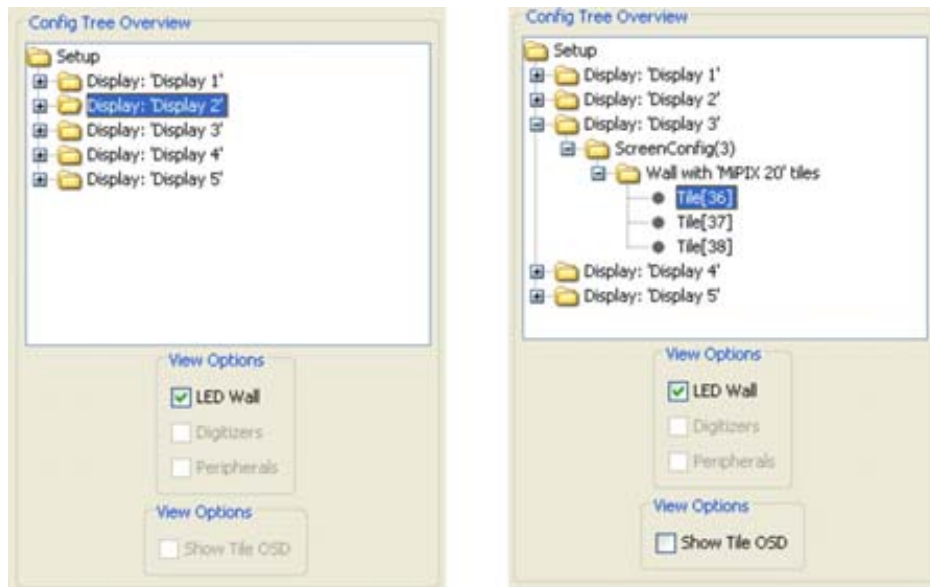 Config Tree Overview
Setup
Display: 'Display 1'
Display: 'Display 2'
Display: 'Display 3'
Display: 'Display 4'
Display: 'Display 5'
View Options
LED Wall
Digitizers
Peripherals
View Options
Show Tile OSD
Config Tree Overview
Setup
Display: 'Display 1'
Display: 'Display 2'
Display: 'Display 3'
ScreenConfig(3)
Wall with 'MiPIX 20' tiles
Tile[36]
Tile[37]
Tile[38]
Display: 'Display 4'
Display: 'Display 5'
View Options
LED Wall
Digitizers
Peripherals
View Options
Show Tile OSD